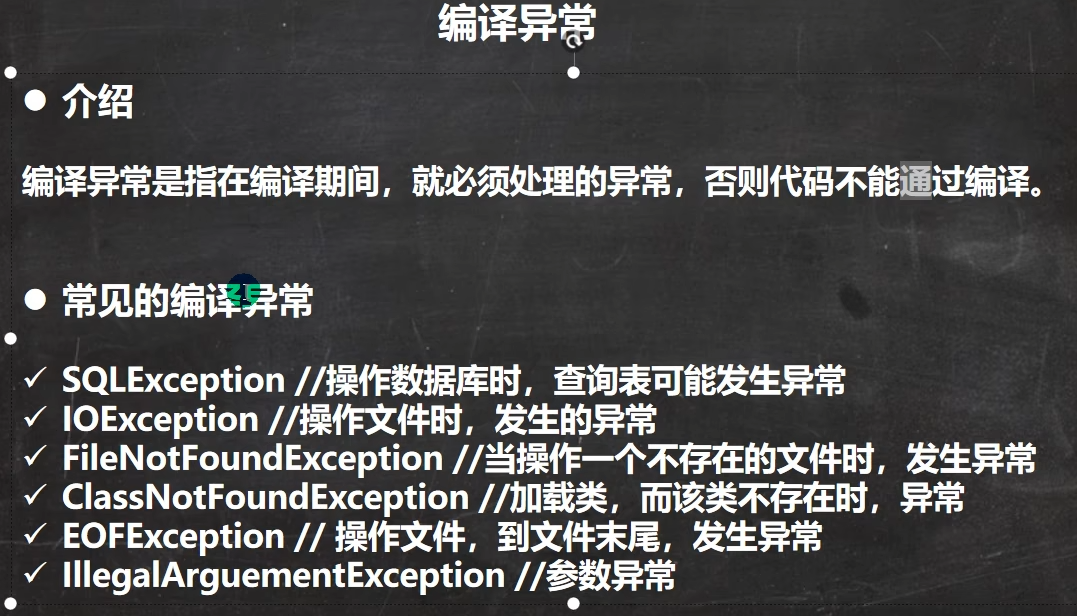 编译异常
● 介绍
编译异常是指在编译期间，就必须处理的异常，否则代码不能通过编译。
● 常见的编译异常
✓ SQLException //操作数据库时，查询表可能发生异常
✓ IOException //操作文件时，发生的异常
✓ FileNotFoundException //当操作一个不存在的文件时，发生异常
✓ ClassNotFoundException //加载类，而该类不存在时，异常
✓ EOFException // 操作文件，到文件末尾，发生异常
✓ IllegalArguementException //参数异常